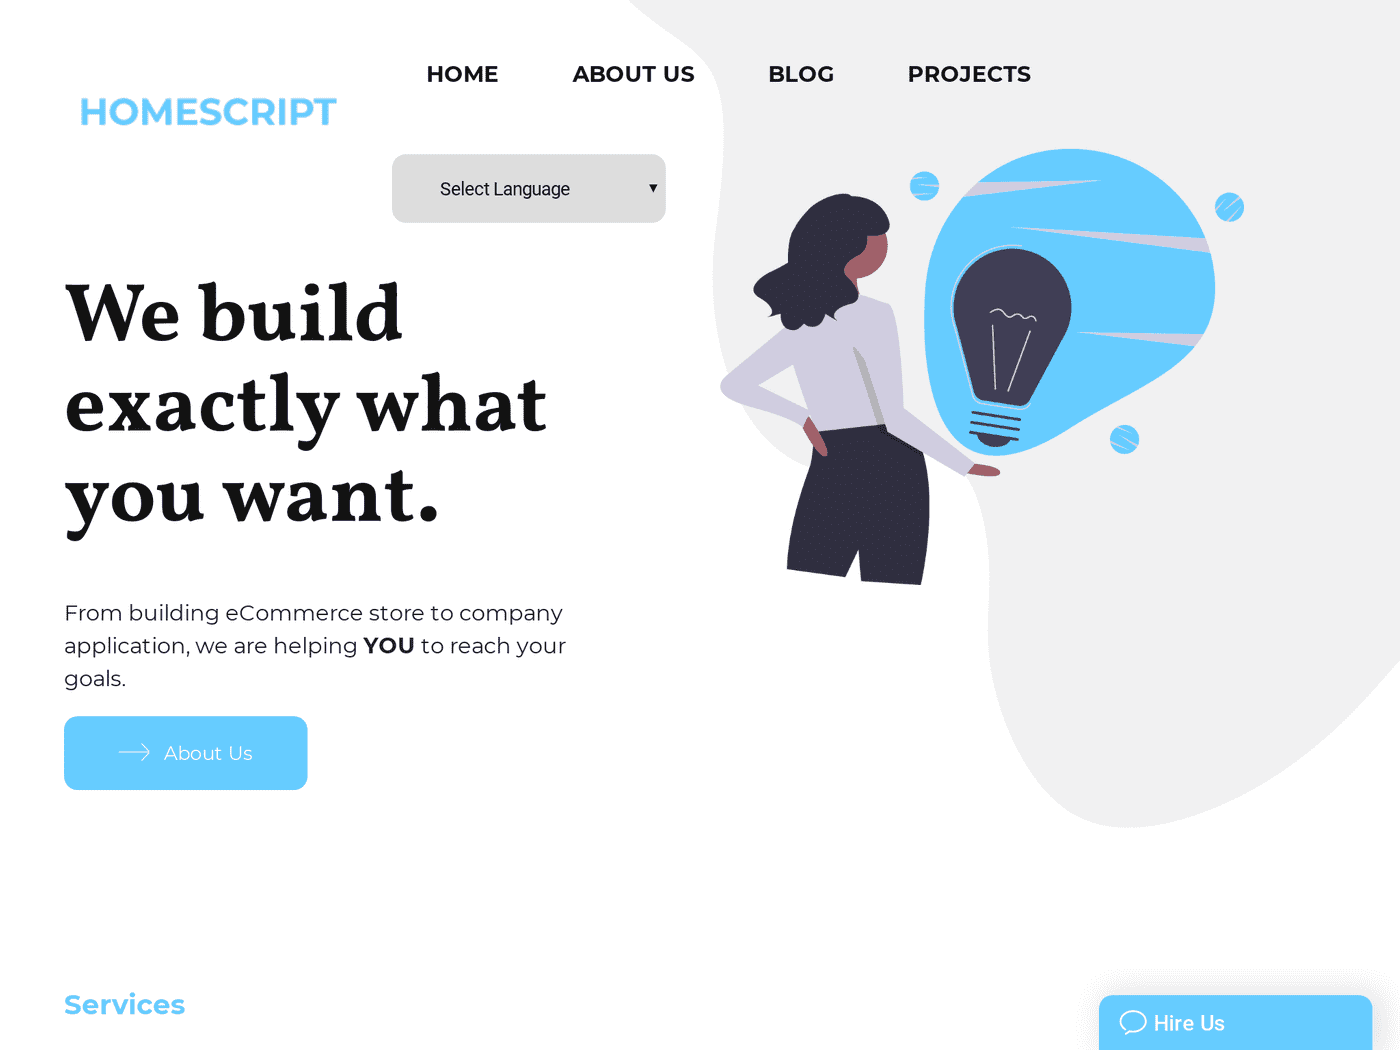 HOME ABOUT US BLOG PROJECTS
HOMESCRIPT
Select Language
We build
exactly what
you want.
From building eCommerce store to company
application, we are helping YOU to reach your
goals.
About Us
Services
Hire Us